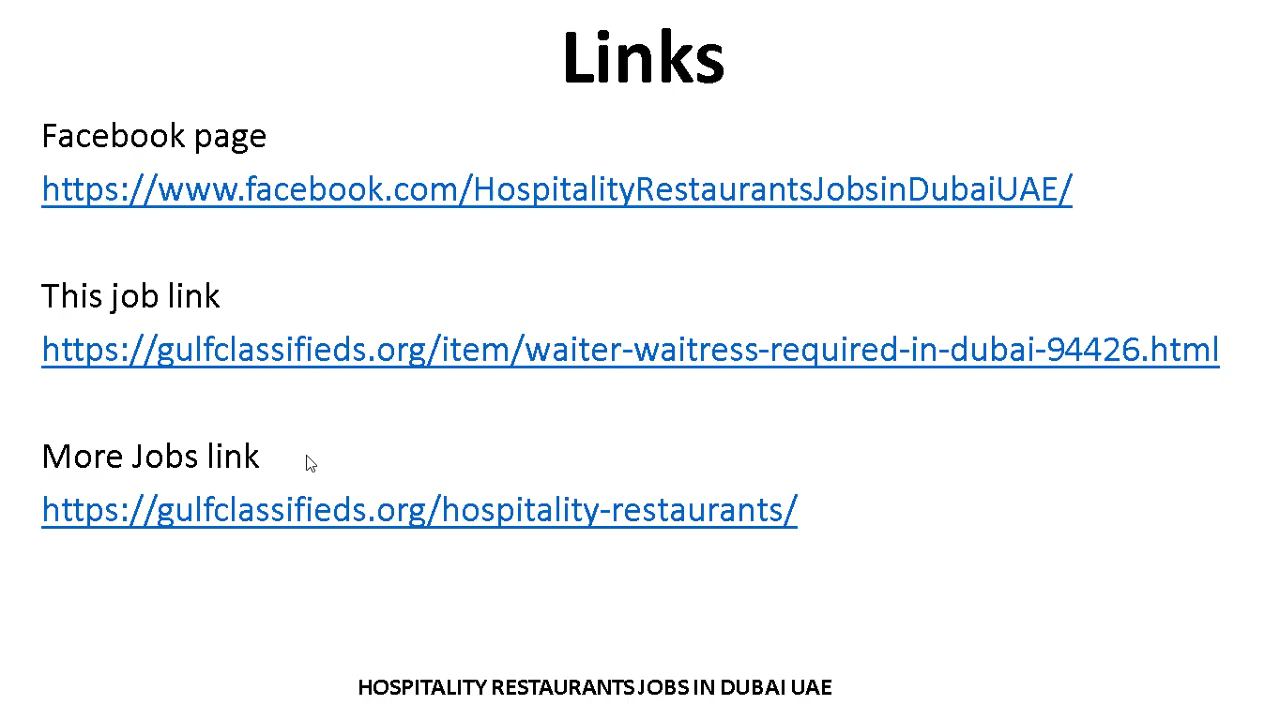 Links
Facebook page
https://www.facebook.com/HospitalityRestaurantsJobsinDubaiUAE/
This job link
https://gulfclassifieds.org/item/waiter-waitress-required-in-dubai-94426.html
More Jobs link
https://gulfclassifieds.org/hospitality-restaurants/
HOSPITALITY RESTAURANTS JOBS IN DUBAI UAE